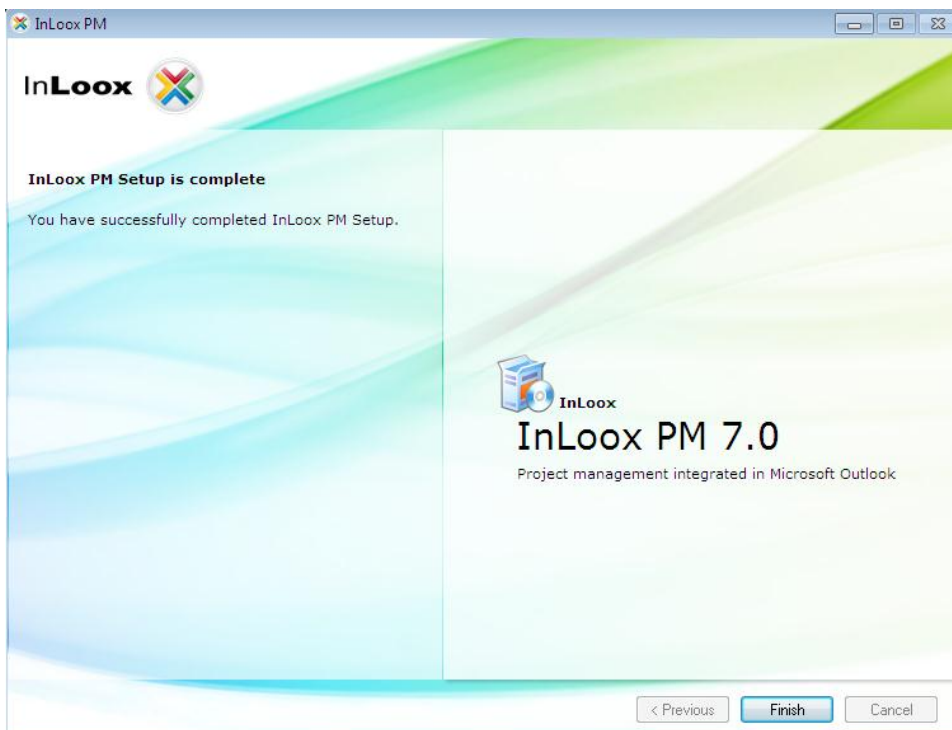 InLoox PM
InLoox
InLoox PM Setup is complete
You have successfully completed InLoox PM Setup.
InLoox
InLoox PM 7.0
Project management integrated in Microsoft Outlook
< Previous
Finish
Cancel